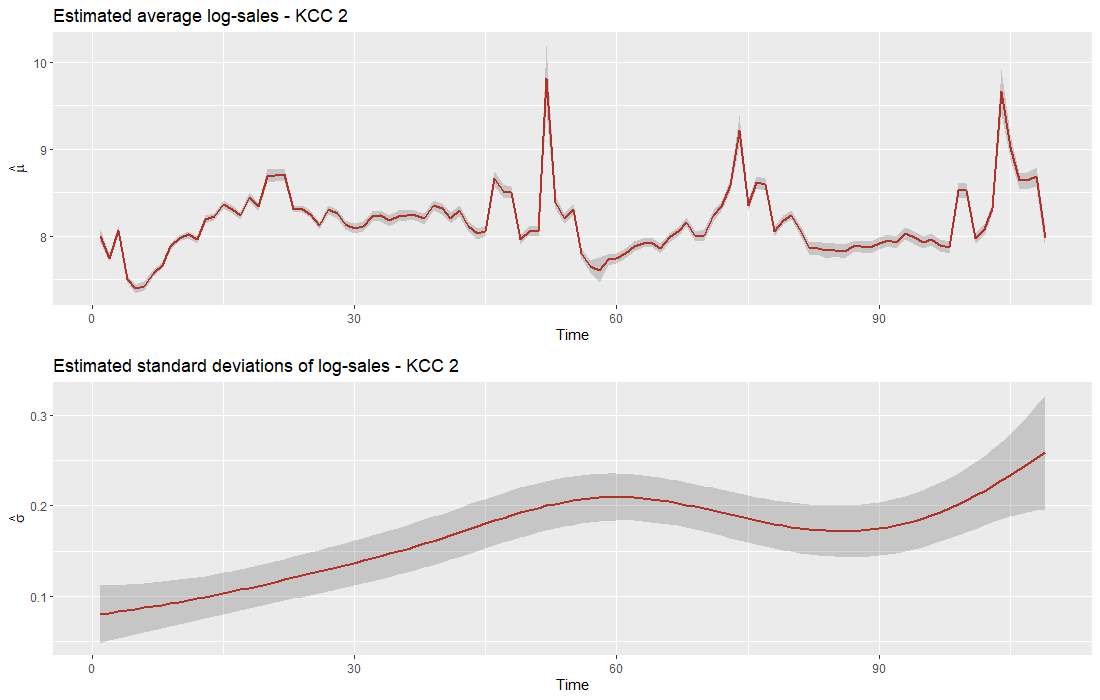 Estimated average log-sales - KCC 2
10
9
8
μ̂
0 30 60 90
Time
Estimated standard deviations of log-sales - KCC 2
0.3
0.2
0.1
σ̂
0 30 60 90
Time